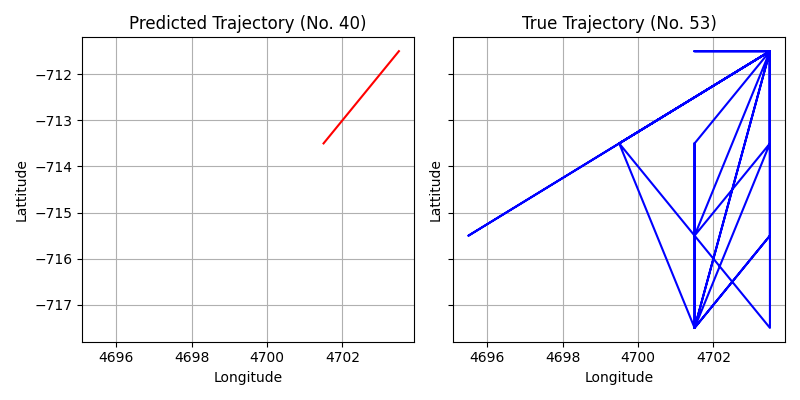 Predicted Trajectory (No. 40)
True Trajectory (No. 53)
Lattitude
−712
−713
−714
−715
−716
−717
4696
4698
4700
4702
Longitude
Lattitude
4696
4698
4700
4702
Longitude